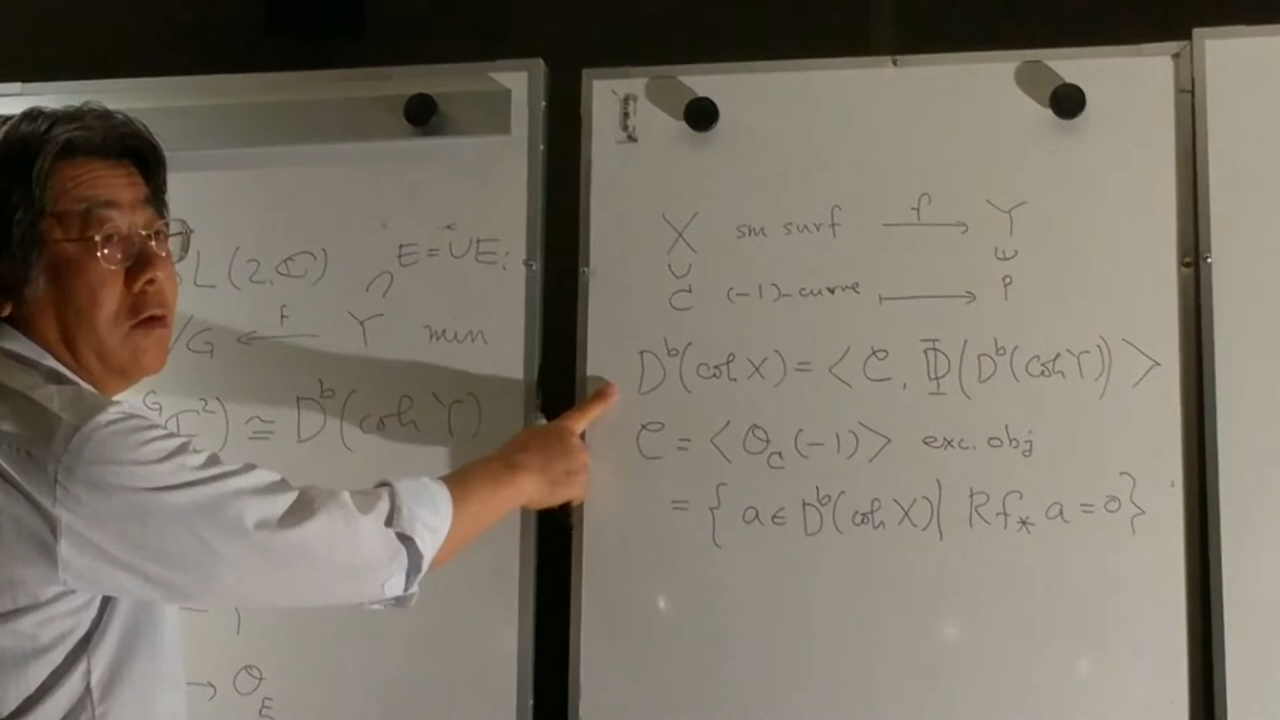 L(2,ℂ)
E=∪E_i
∩
/G ←f— Y min
G
ℂ²) ≅ D^b(coh Y)
1
→ O_E
X sm surf —f→ Y
∪ ∋
C (-1)-curve ↦ P
D^b(coh X) = < C, Φ(D^b(coh Y)) >
C = < O_C(-1) > exc. obj
= { a ∈ D^b(coh X) | Rf_* a = 0 }